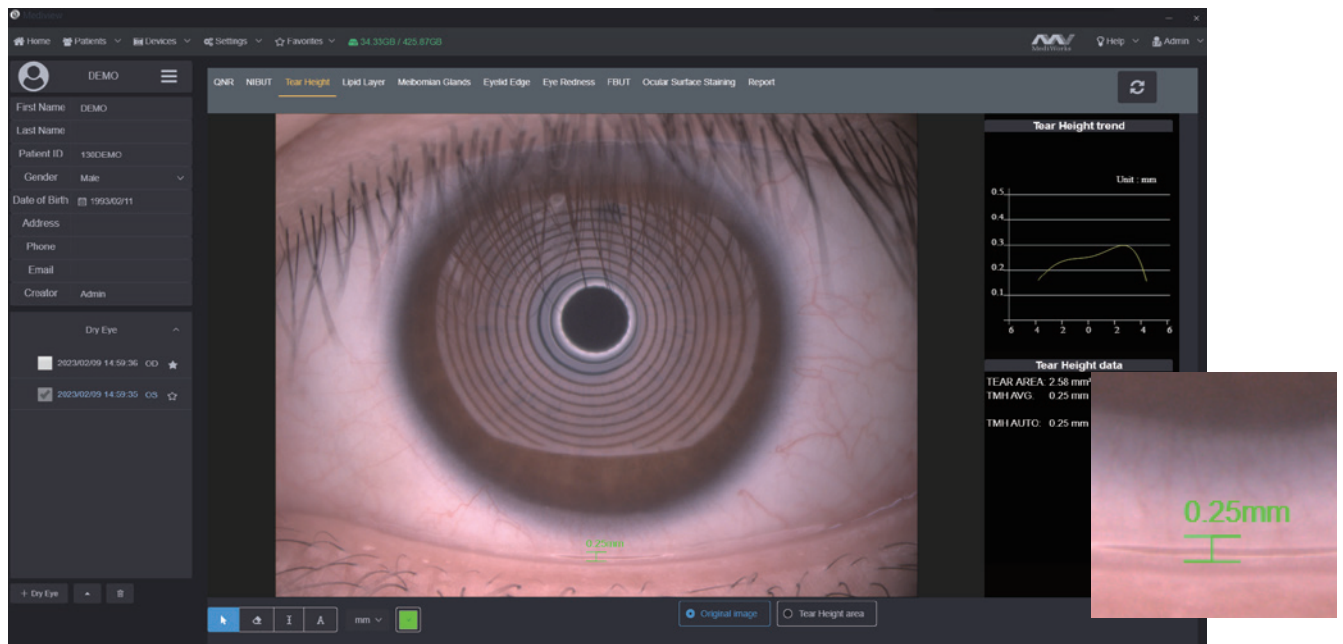 Mediview
Home Patients Devices Settings Favorites 34.33GB / 425.87GB MediWorks Help Admin
DEMO
First Name DEMO
Last Name
Patient ID 130DEMO
Gender Male
Date of Birth 1993/02/11
Address
Phone
Email
Creator Admin
Dry Eye
2023/02/09 14:59:36 OD
2023/02/09 14:59:35 OS
+ Dry Eye
QNR NIBUT Tear Height Lipid Layer Meibomian Glands Eyelid Edge Eye Redness FBUT Ocular Surface Staining Report
0.25mm
I A mm
Original image Tear Height area
Tear Height trend
Unit : mm
0.5
0.4
0.3
0.2
0.1
6 4 2 0 2 4 6
Tear Height data
TEAR AREA: 2.58 mm²
TMH AVG: 0.25 mm
TMH AUTO: 0.25 mm
0.25mm